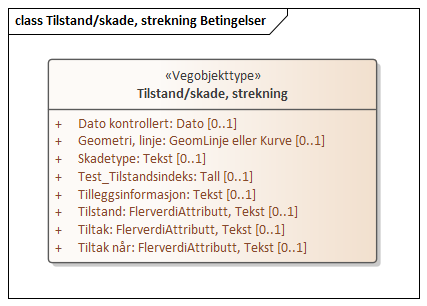 class Tilstand/skade, strekning Betingelser
«Vegobjekttype»
Tilstand/skade, strekning
+ Dato kontrollert: Dato [0..1]
+ Geometri, linje: GeomLinje eller Kurve [0..1]
+ Skadetype: Tekst [0..1]
+ Test_Tilstandsindeks: Tall [0..1]
+ Tilleggsinformasjon: Tekst [0..1]
+ Tilstand: FlerverdiAttributt, Tekst [0..1]
+ Tiltak: FlerverdiAttributt, Tekst [0..1]
+ Tiltak når: FlerverdiAttributt, Tekst [0..1]